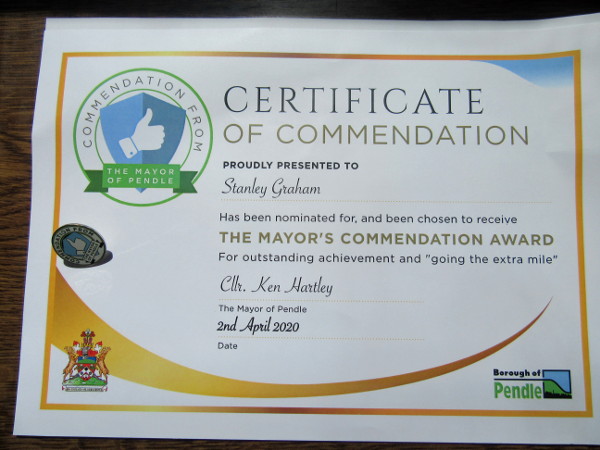 COMMENDATION FROM
THE MAYOR
OF PENDLE
CERTIFICATE
OF COMMENDATION
PROUDLY PRESENTED TO
Stanley Graham
Has been nominated for, and been chosen to receive
THE MAYOR'S COMMENDATION AWARD
For outstanding achievement and "going the extra mile"
Cllr. Ken Hartley
The Mayor of Pendle
2nd April 2020
Date
COMMENDATION FROM
Borough of
Pendle